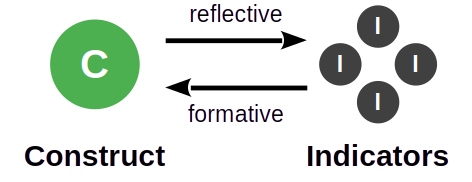 reflective
C
I
I
I
I
formative
Construct
Indicators